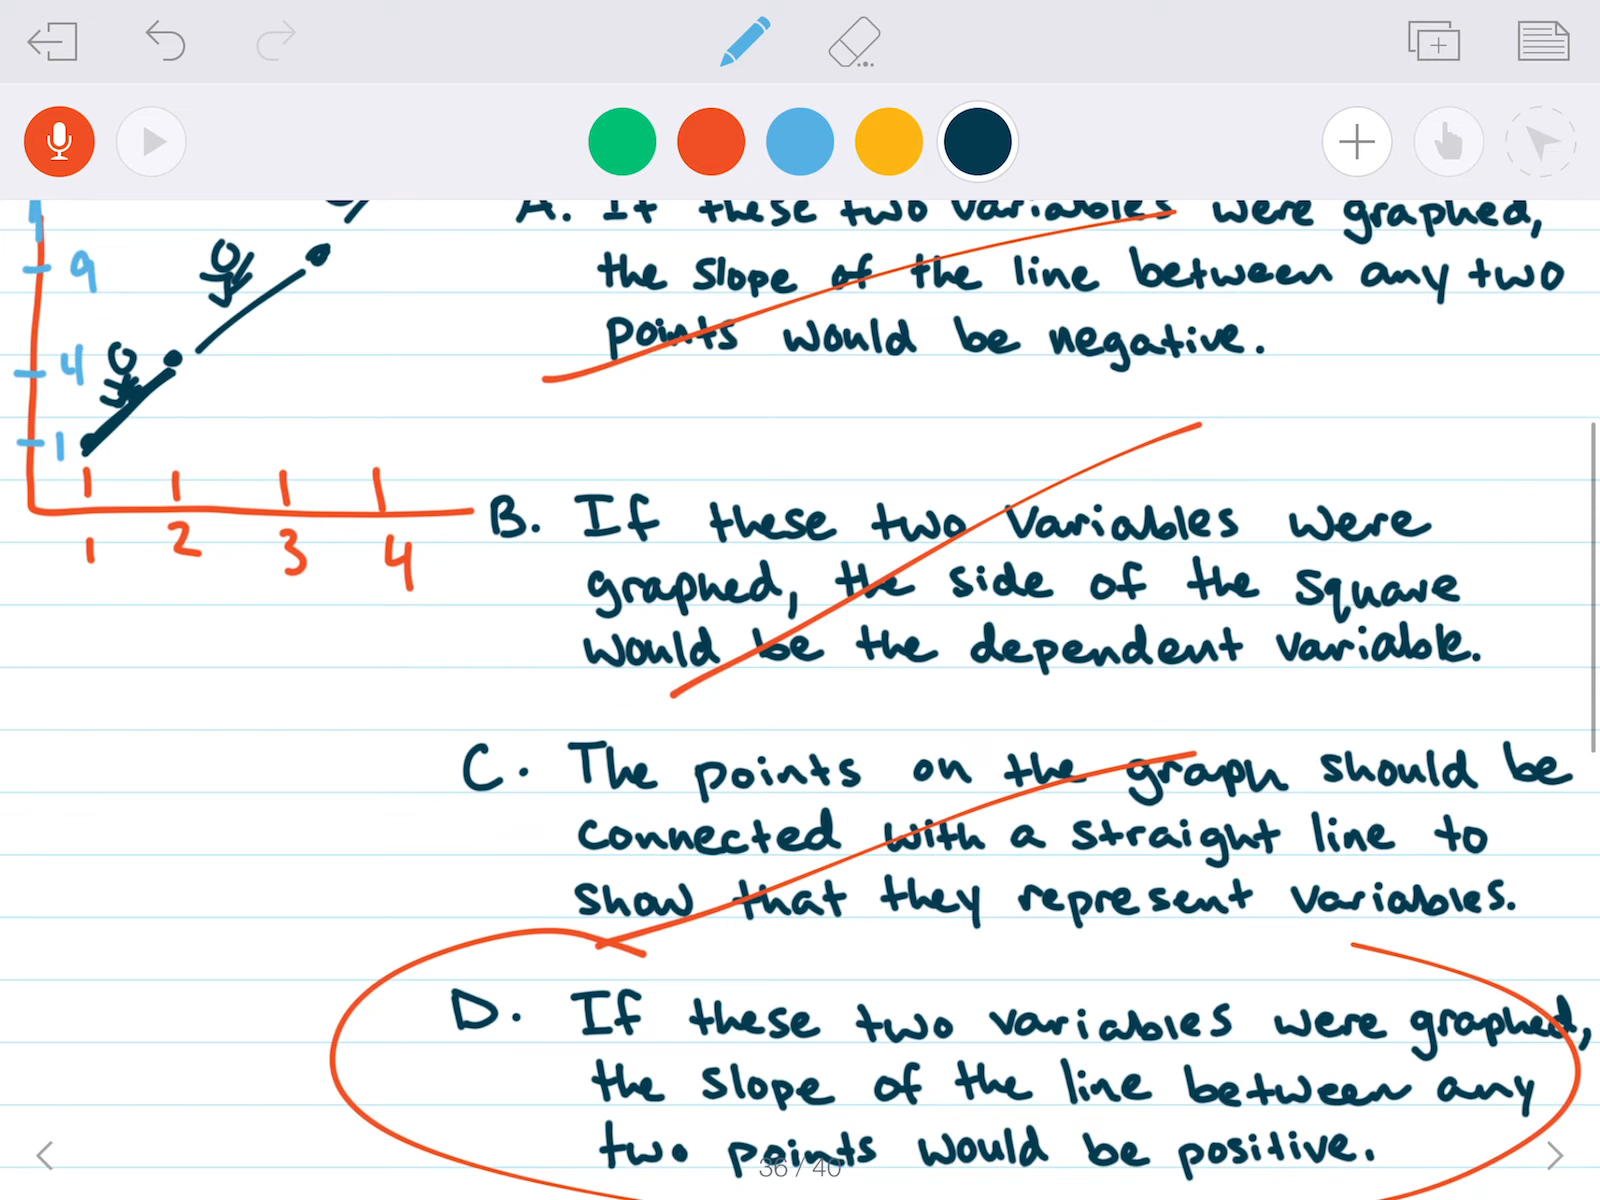 A. If these two variables were graphed,
the slope of the line between any two
points would be negative.
B. If these two variables were
graphed, the side of the square
would be the dependent variable.
C. The points on the graph should be
connected with a straight line to
show that they represent variables.
D. If these two variables were graphed,
the slope of the line between any
two points would be positive.
9
4
1
1 2 3 4
36 / 40